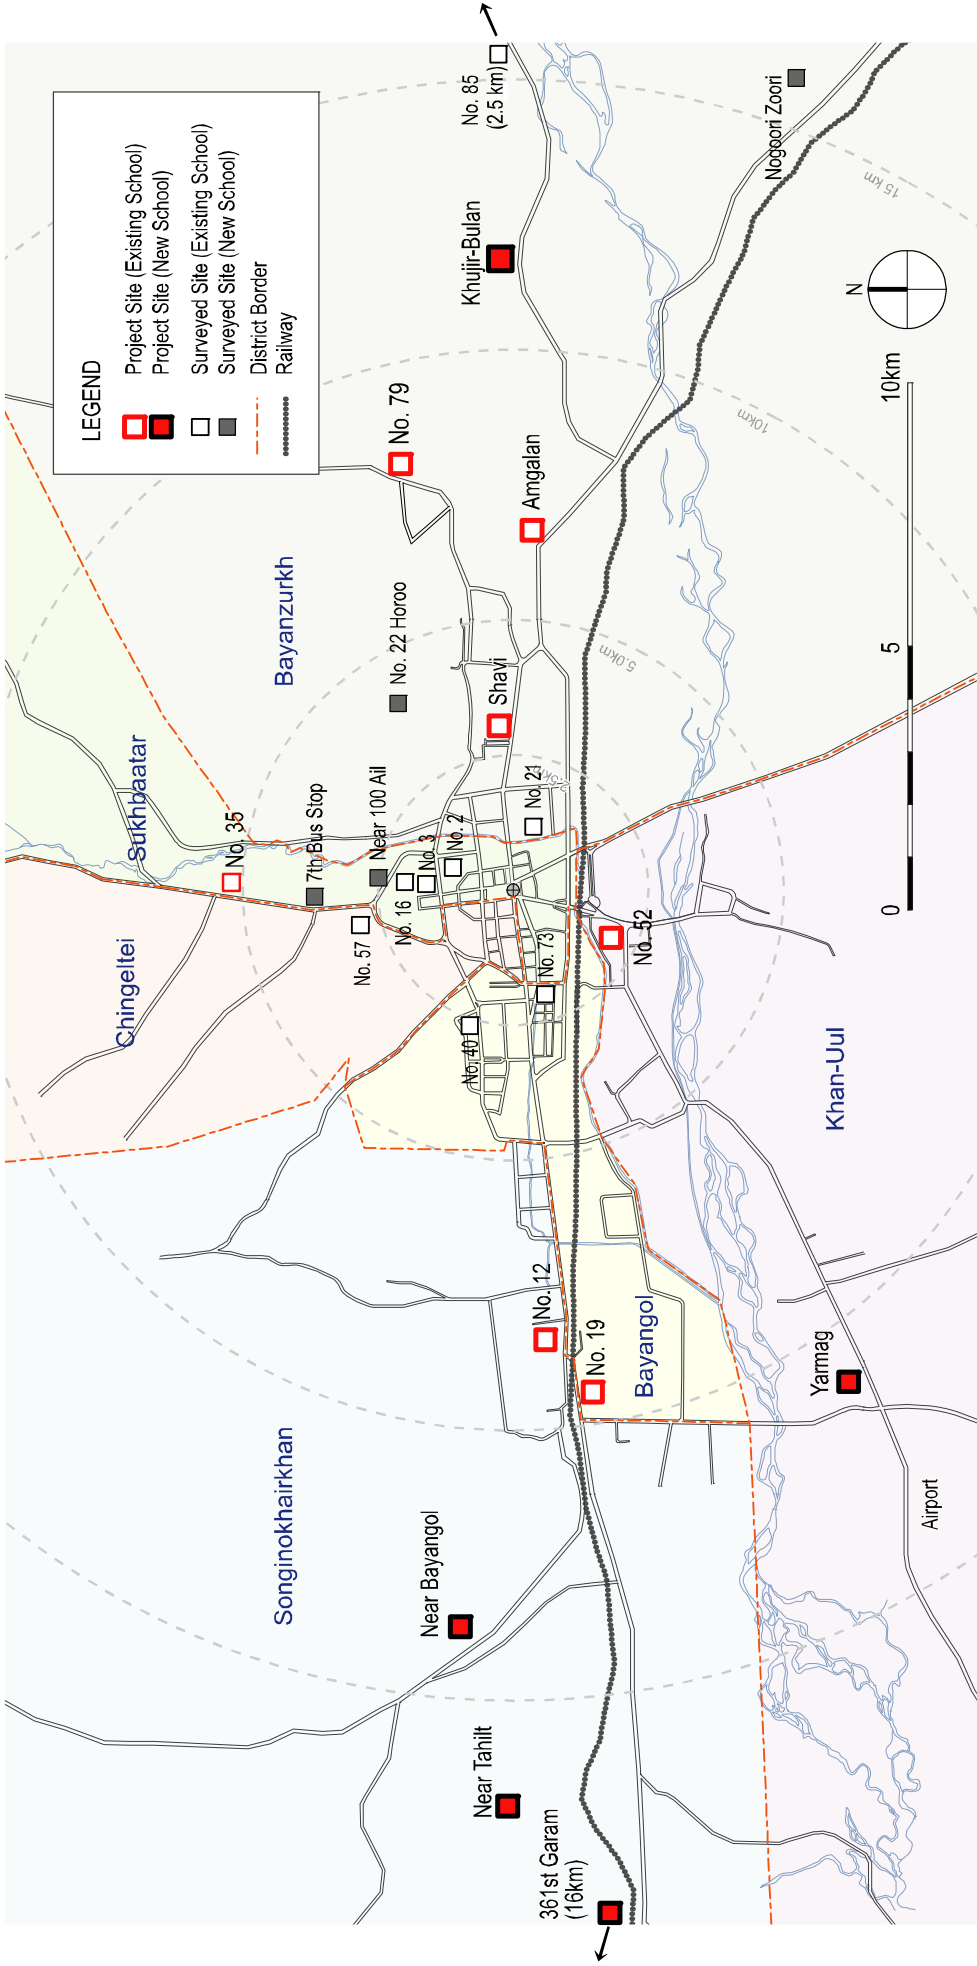 LEGEND
Project Site (Existing School)
Project Site (New School)
Surveyed Site (Existing School)
Surveyed Site (New School)
District Border
Railway
Songinokhairkhan
Chingeltei
Sukhbaatar
Bayanzurkh
Bayangol
Khan-Uul
No. 35
7th Bus Stop
Near 100 Ail
No. 57
No. 16
No. 3
No. 2
No. 22 Horoo
No. 79
No. 85
(2.5 km)
Khujir-Bulan
Nogoori Zoori
Amgalan
Shavi
No. 21
No. 73
No. 40
No. 52
No. 12
No. 19
Near Bayangol
Near Tahilt
361st Garam
(16km)
Yarmag
Airport
2.5km
5.0km
10km
15 km
N
0
5
10km